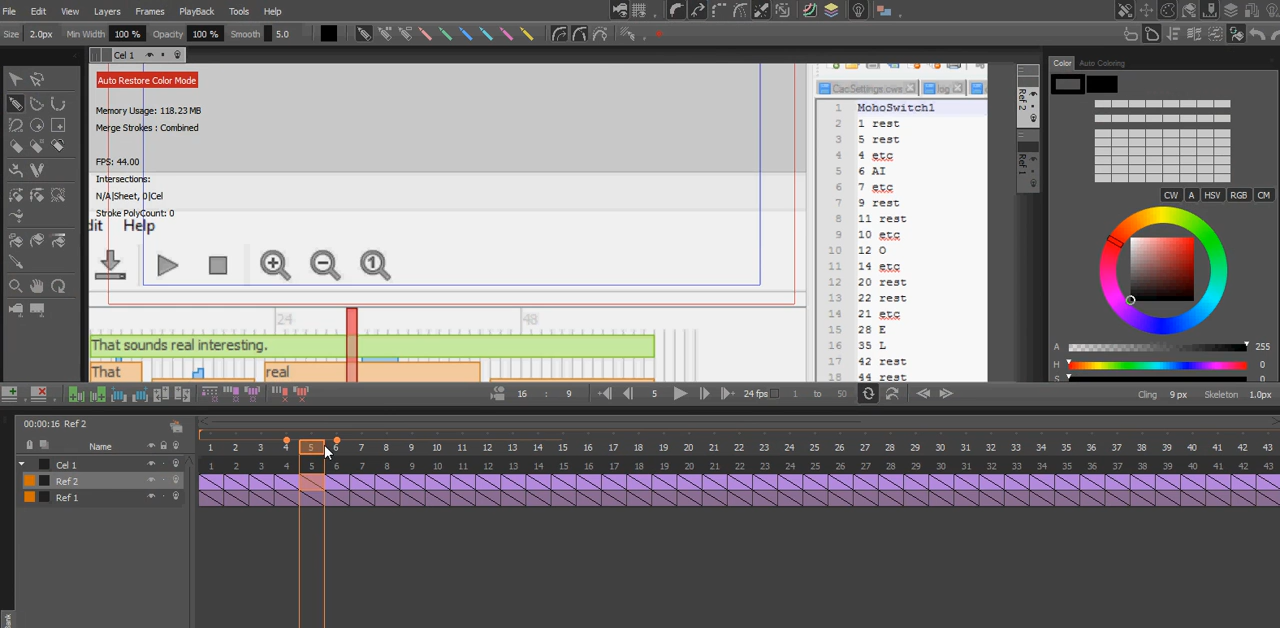 File Edit View Layers Frames PlayBack Tools Help
Size 2.0px Min Width 100 % Opacity 100 % Smooth 5.0
Cel 1
Auto Restore Color Mode
Memory Usage: 118.23 MB
Merge Strokes : Combined
FPS: 44.00
Intersections:
N/A|Sheet, 0|Cel
Stroke PolyCount: 0
dit Help
24 48
That sounds real interesting.
That real
CaoSettings.ows log
1 MohoSwitch1
2 1 rest
3 5 rest
4 4 etc
5 6 AI
6 7 etc
7 9 rest
8 11 rest
9 10 etc
10 12 O
11 14 etc
12 20 rest
13 22 rest
14 21 etc
15 28 E
16 35 L
17 42 rest
18 44 rest
Ref 2
Ref 1
Color Auto Coloring
CW A HSV RGB CM
A 255
H 0
S
16 : 9 5 24 fps 1 to 50 Cling 9 px Skeleton 1.0px
00:00:16 Ref 2
Name 1 2 3 4 5 6 7 8 9 10 11 12 13 14 15 16 17 18 19 20 21 22 23 24 25 26 27 28 29 30 31 32 33 34 35 36 37 38 39 40 41 42 43
Cel 1 1 2 3 4 5 6 7 8 9 10 11 12 13 14 15 16 17 18 19 20 21 22 23 24 25 26 27 28 29 30 31 32 33 34 35 36 37 38 39 40 41 42 43
Ref 2
Ref 1